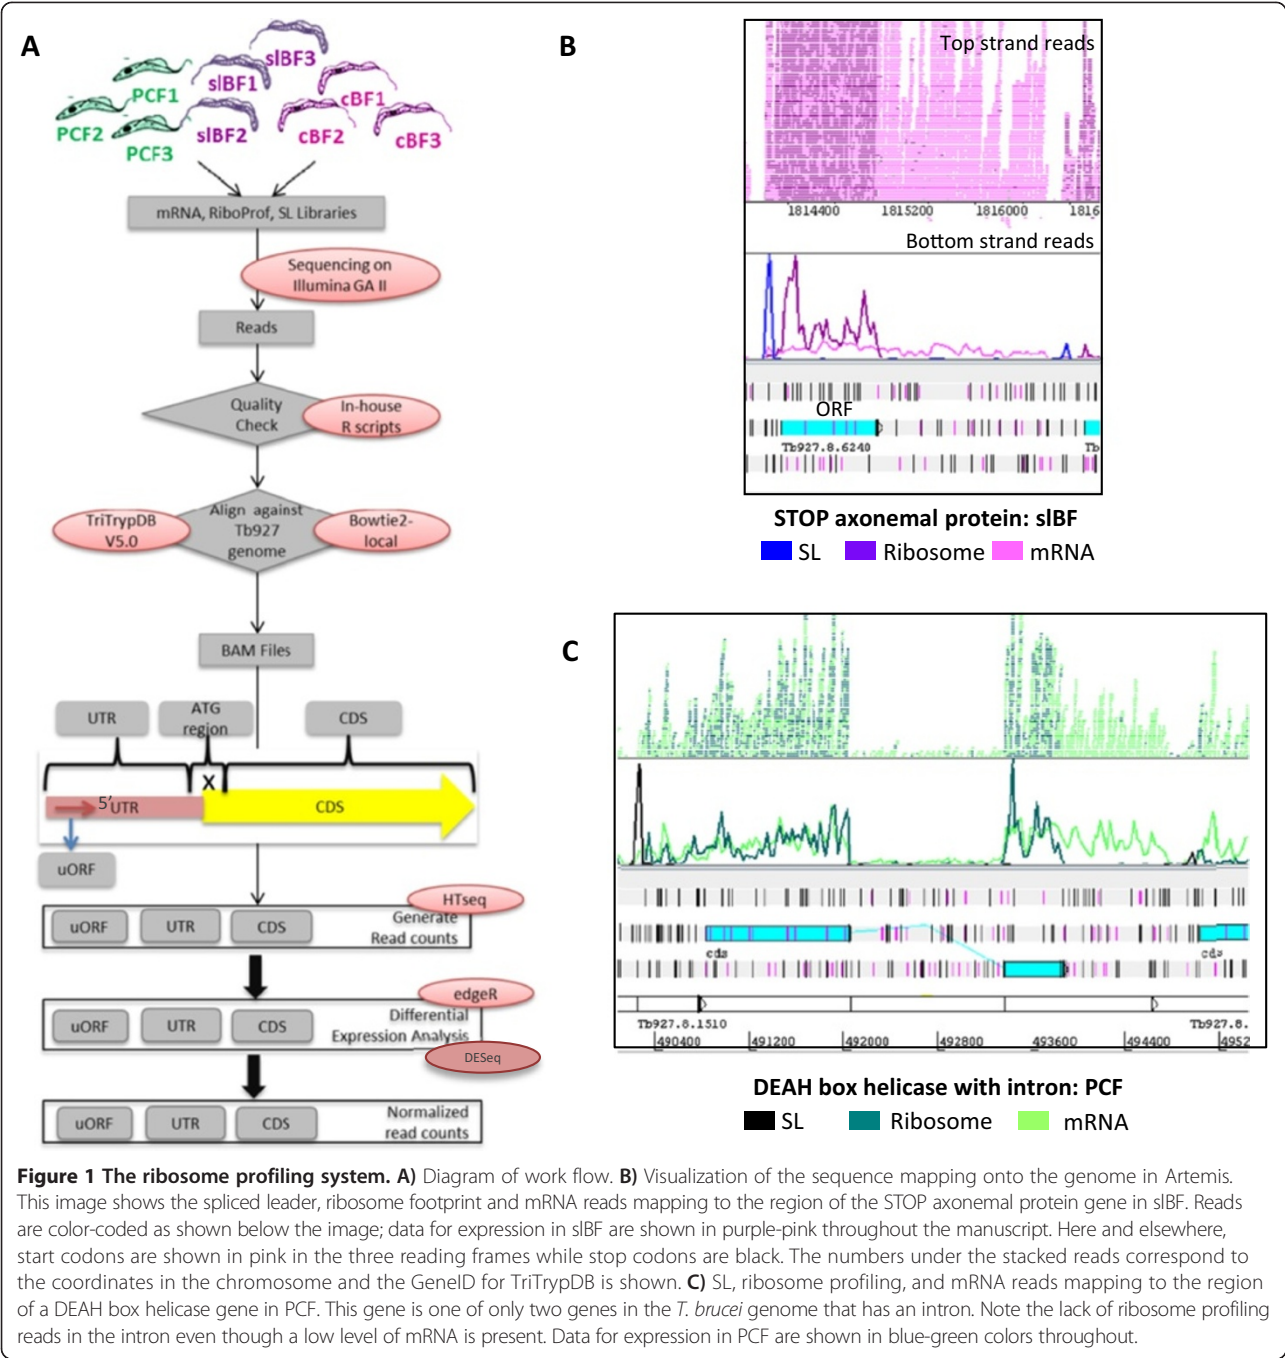 A
slBF3
PCF1
slBF1
cBF1
PCF2
slBF2
cBF2
cBF3
PCF3
mRNA, RiboProf, SL Libraries
Sequencing on
Illumina GA II
Reads
Quality
Check
In-house
R scripts
TriTrypDB
V5.0
Align against
Tb927
genome
Bowtie2-
local
BAM Files
UTR
ATG
region
CDS
X
5' UTR
CDS
uORF
HTseq
uORF
UTR
CDS
Generate
Read counts
edgeR
uORF
UTR
CDS
Differential
Expression Analysis
DESeq
uORF
UTR
CDS
Normalized
read counts
B
Top strand reads
1814400 1815200 1816000 1816
Bottom strand reads
ORF
Tb927.8.6240
Tb
STOP axonemal protein: slBF
SL Ribosome mRNA
C
cds
cds
Tb927.8.1510
Tb927.8.
490400 491200 492000 492800 493600 494400 4952
DEAH box helicase with intron: PCF
SL Ribosome mRNA
Figure 1 The ribosome profiling system. A) Diagram of work flow. B) Visualization of the sequence mapping onto the genome in Artemis.
This image shows the spliced leader, ribosome footprint and mRNA reads mapping to the region of the STOP axonemal protein gene in slBF. Reads
are color-coded as shown below the image; data for expression in slBF are shown in purple-pink throughout the manuscript. Here and elsewhere,
start codons are shown in pink in the three reading frames while stop codons are black. The numbers under the stacked reads correspond to
the coordinates in the chromosome and the GeneID for TriTrypDB is shown. C) SL, ribosome profiling, and mRNA reads mapping to the region
of a DEAH box helicase gene in PCF. This gene is one of only two genes in the T. brucei genome that has an intron. Note the lack of ribosome profiling
reads in the intron even though a low level of mRNA is present. Data for expression in PCF are shown in blue-green colors throughout.